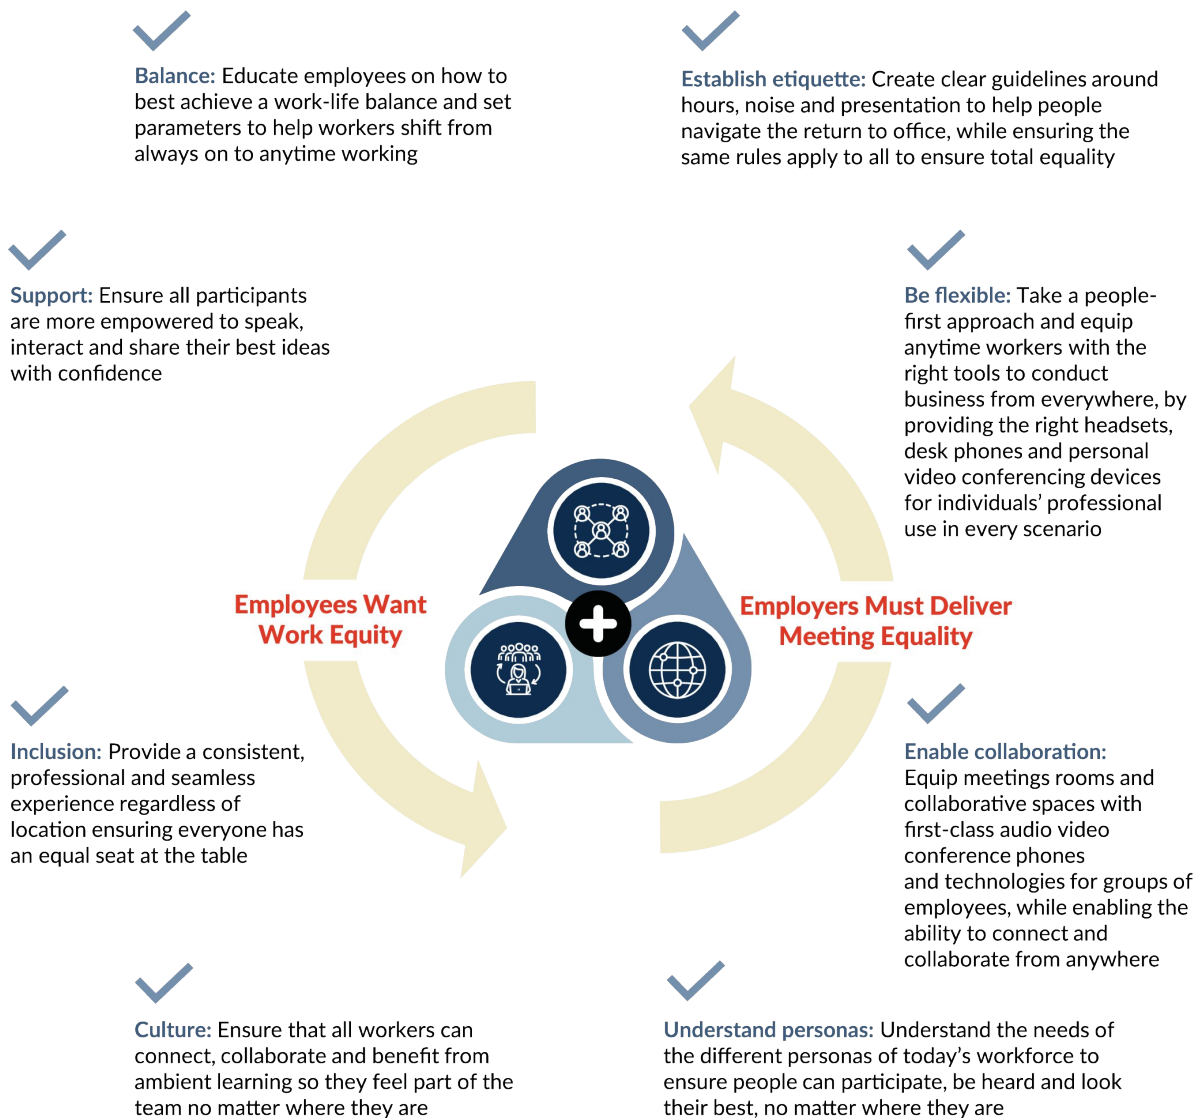 Balance: Educate employees on how to
best achieve a work-life balance and set
parameters to help workers shift from
always on to anytime working
Establish etiquette: Create clear guidelines around
hours, noise and presentation to help people
navigate the return to office, while ensuring the
same rules apply to all to ensure total equality
Support: Ensure all participants
are more empowered to speak,
interact and share their best ideas
with confidence
Be flexible: Take a people-
first approach and equip
anytime workers with the
right tools to conduct
business from everywhere, by
providing the right headsets,
desk phones and personal
video conferencing devices
for individuals’ professional
use in every scenario
Employees Want
Work Equity
Employers Must Deliver
Meeting Equality
Inclusion: Provide a consistent,
professional and seamless
experience regardless of
location ensuring everyone has
an equal seat at the table
Enable collaboration:
Equip meetings rooms and
collaborative spaces with
first-class audio video
conference phones
and technologies for groups of
employees, while enabling the
ability to connect and
collaborate from anywhere
Culture: Ensure that all workers can
connect, collaborate and benefit from
ambient learning so they feel part of the
team no matter where they are
Understand personas: Understand the needs of
the different personas of today’s workforce to
ensure people can participate, be heard and look
their best, no matter where they are